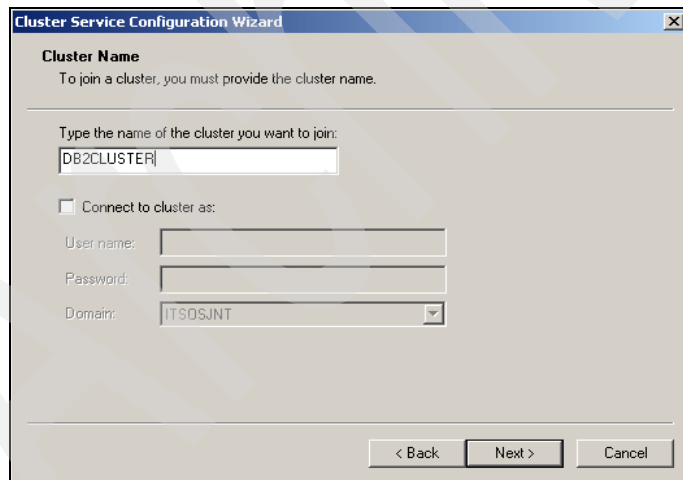 Cluster Service Configuration Wizard
Cluster Name
To join a cluster, you must provide the cluster name.
Type the name of the cluster you want to join:
DB2CLUSTER
Connect to cluster as:
User name:
Password:
Domain: ITSOSJNT
< Back Next > Cancel